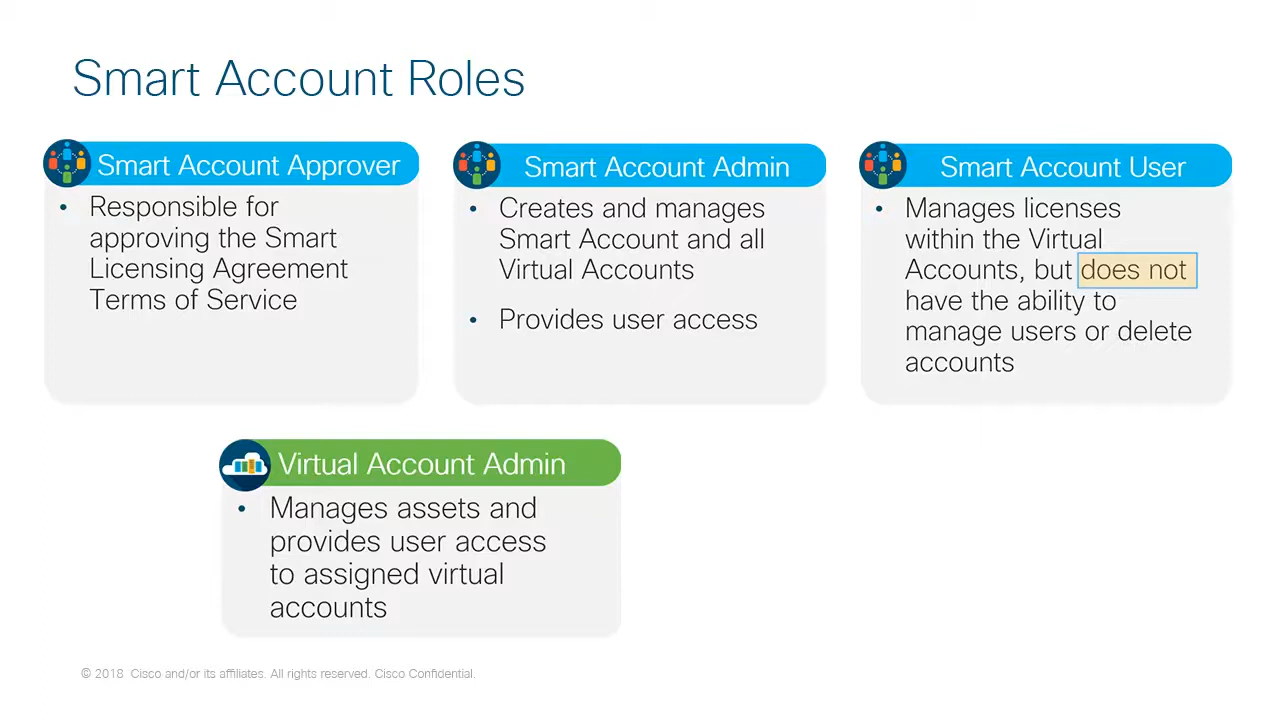 Smart Account Roles
Smart Account Approver
• Responsible for
approving the Smart
Licensing Agreement
Terms of Service
Smart Account Admin
• Creates and manages
Smart Account and all
Virtual Accounts
• Provides user access
Smart Account User
• Manages licenses
within the Virtual
Accounts, but does not
have the ability to
manage users or delete
accounts
Virtual Account Admin
• Manages assets and
provides user access
to assigned virtual
accounts
© 2018 Cisco and/or its affiliates. All rights reserved. Cisco Confidential.